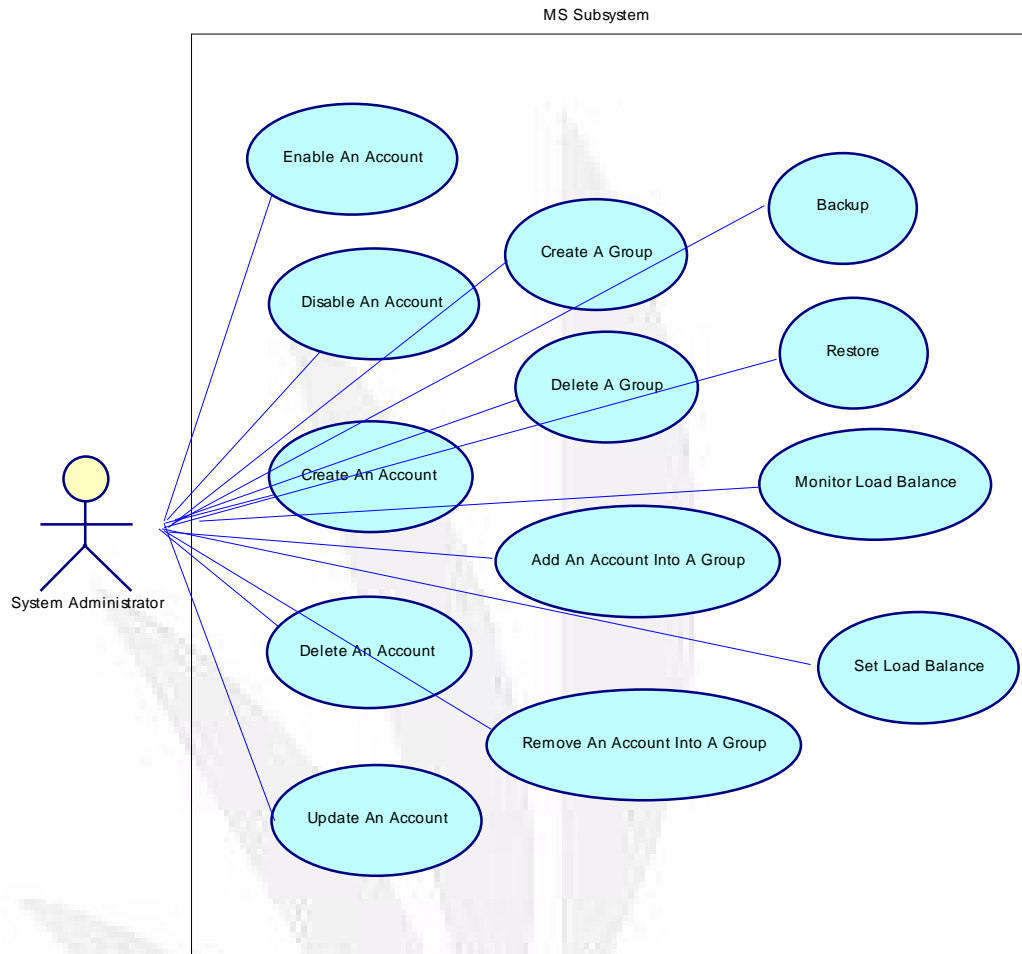 MS Subsystem
Enable An Account
Backup
Create A Group
Disable An Account
Restore
Delete A Group
Create An Account
Monitor Load Balance
Add An Account Into A Group
System Administrator
Delete An Account
Set Load Balance
Remove An Account Into A Group
Update An Account